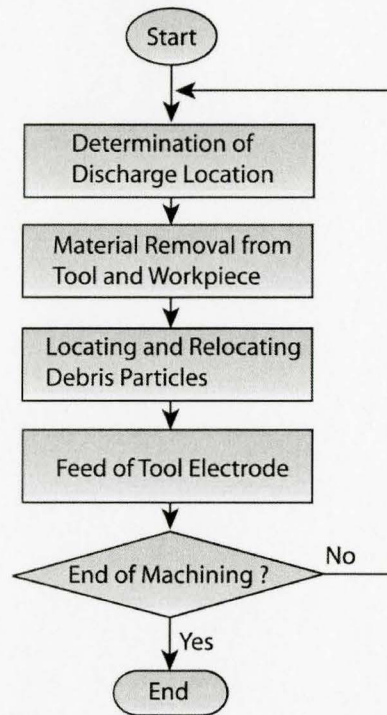 Start
Determination of
Discharge Location
Material Removal from
Tool and Workpiece
Locating and Relocating
Debris Particles
Feed of Tool Electrode
End of Machining ?
No
Yes
End